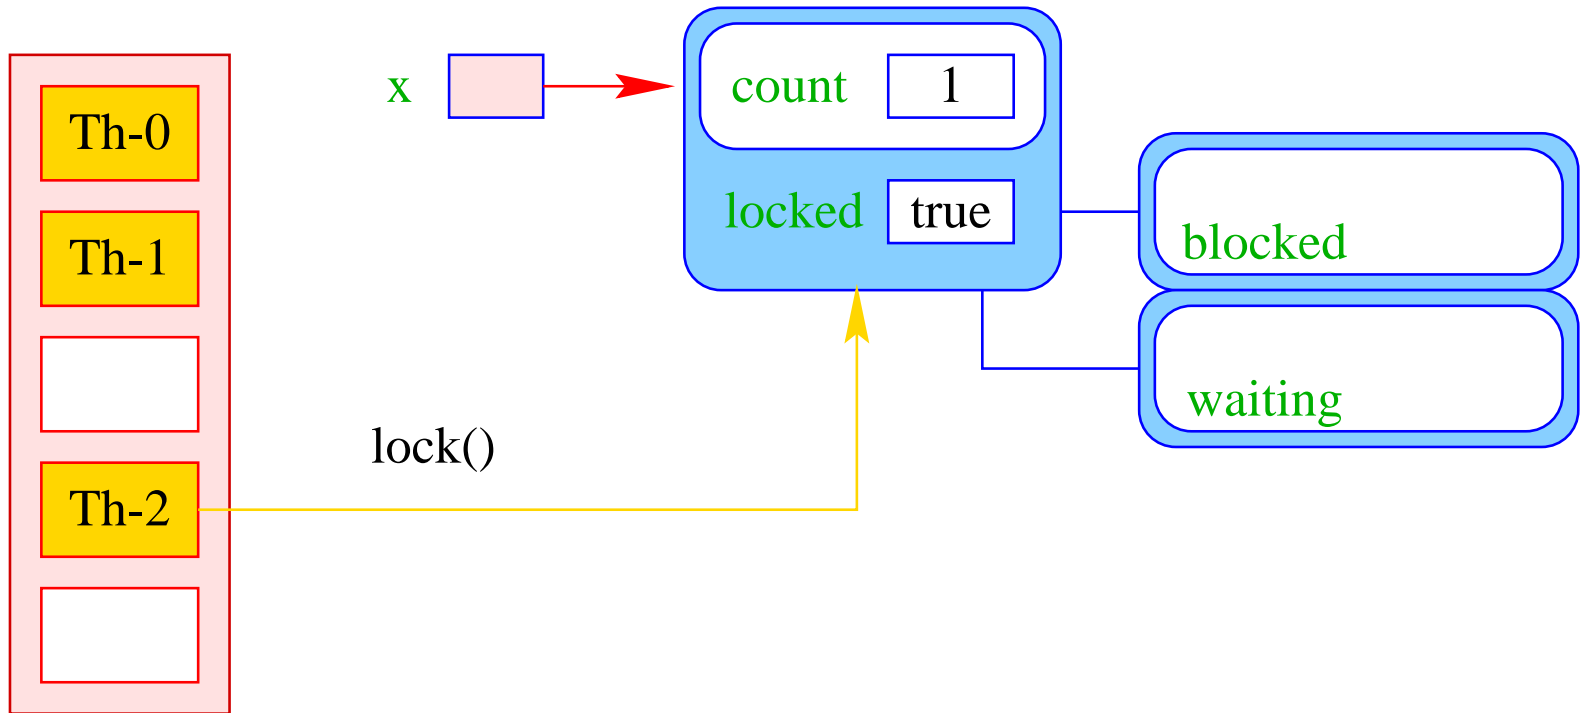 Th-0
Th-1
Th-2
x
count 1
locked true
blocked
waiting
lock()